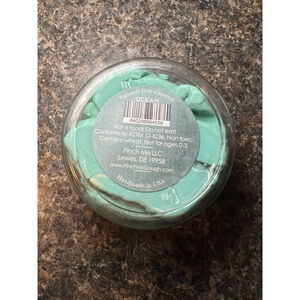 OCEAN
Not a food! Do not eat!
Conforms to ASTM D-4236. Non toxic.
Contains wheat. Not for ages 0-3.
Pinch Me LLC
Lewes, DE 19958
www.PinchMeDough.com
Handmade in USA